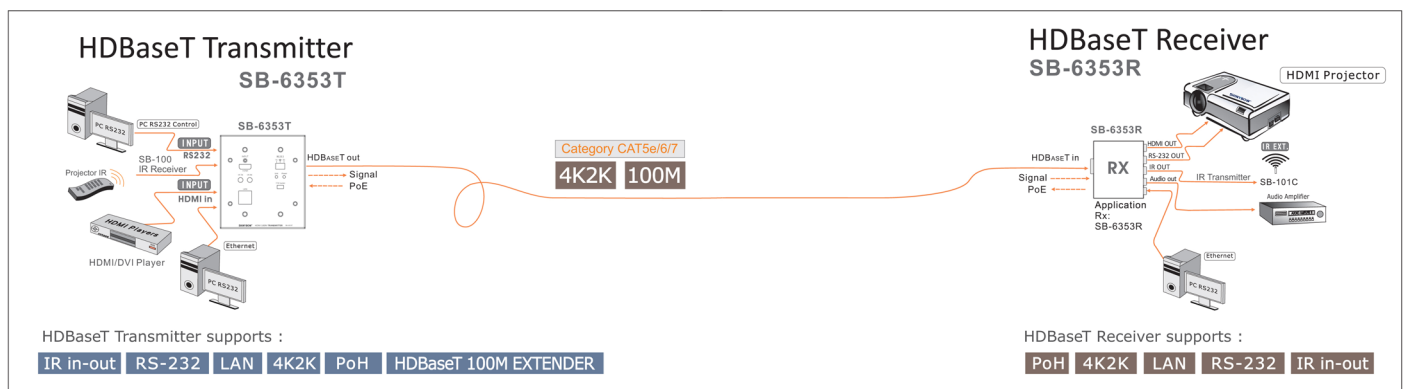 HDBaseT Transmitter
SB-6353T
PC RS232
PC RS232 Control
INPUT
RS232
SB-100
IR Receiver
Projector IR
INPUT
HDMI in
HDMI Players
HDMI/DVI Player
Ethernet
PC RS232
SB-6353T
HDBaseT out
Signal
PoE
Category CAT5e/6/7
4K2K
100M
HDBaseT Receiver
SB-6353R
HDMI Projector
SB-6353R
HDBaseT in
Signal
PoE
RX
HDMI OUT
RS-232 OUT
IR OUT
Audio out
IR Transmitter
IR EXT.
SB-101C
Audio Amplifier
Application
Rx:
SB-6353R
Ethernet
PC RS232
HDBaseT Transmitter supports :
IR in-out RS-232 LAN 4K2K PoH HDBaseT 100M EXTENDER
HDBaseT Receiver supports :
PoH 4K2K LAN RS-232 IR in-out